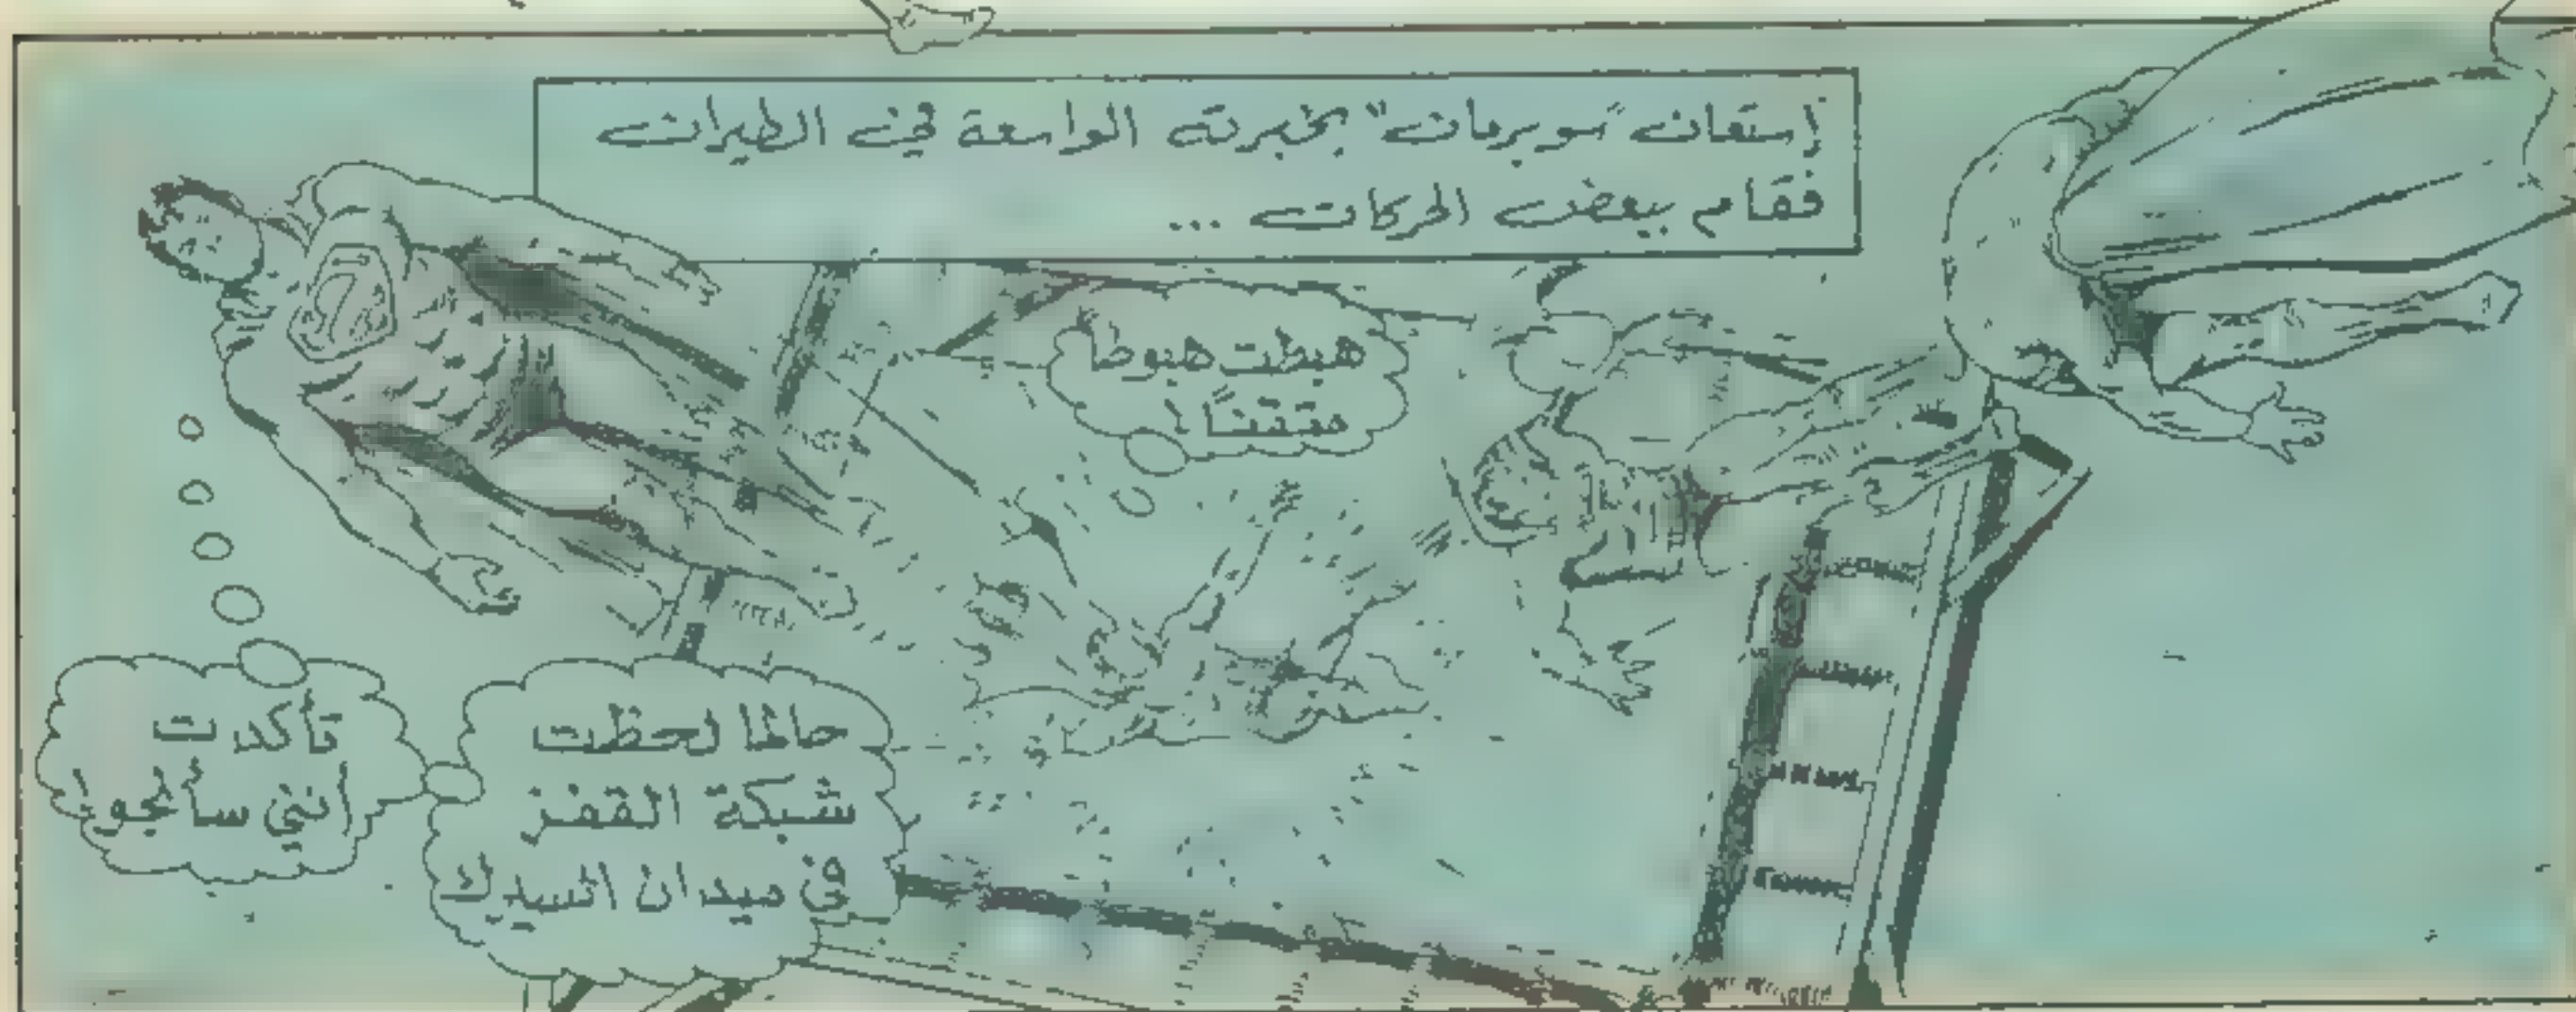 إستعان "سوبرمان" بخبرته الواسعة في الطيران
فقام ببعض الحركات ...
هبطت هبوطاً
متقناً!
حالما لحظت
شبكة القفز
في ميدان السيرك
تأكدت
أنني سأنجو!